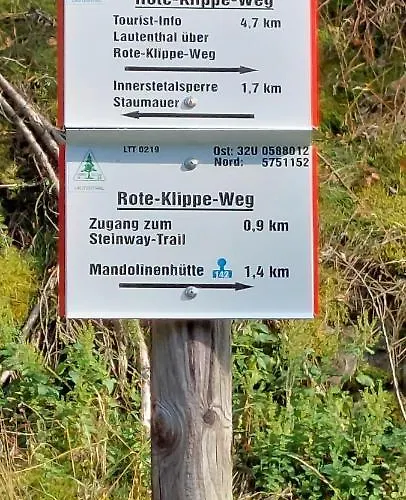 Rote-Klippe-Weg
Tourist-Info 4,7 km
Lautenthal über
Rote-Klippe-Weg
Innerstetalsperre 1,7 km
Staumauer
LTT 0219
Ost: 32U 0588012
Nord: 5751152
LAUTENTHAL
Rote-Klippe-Weg
Zugang zum 0,9 km
Steinway-Trail
Mandolinenhütte 142 1,4 km